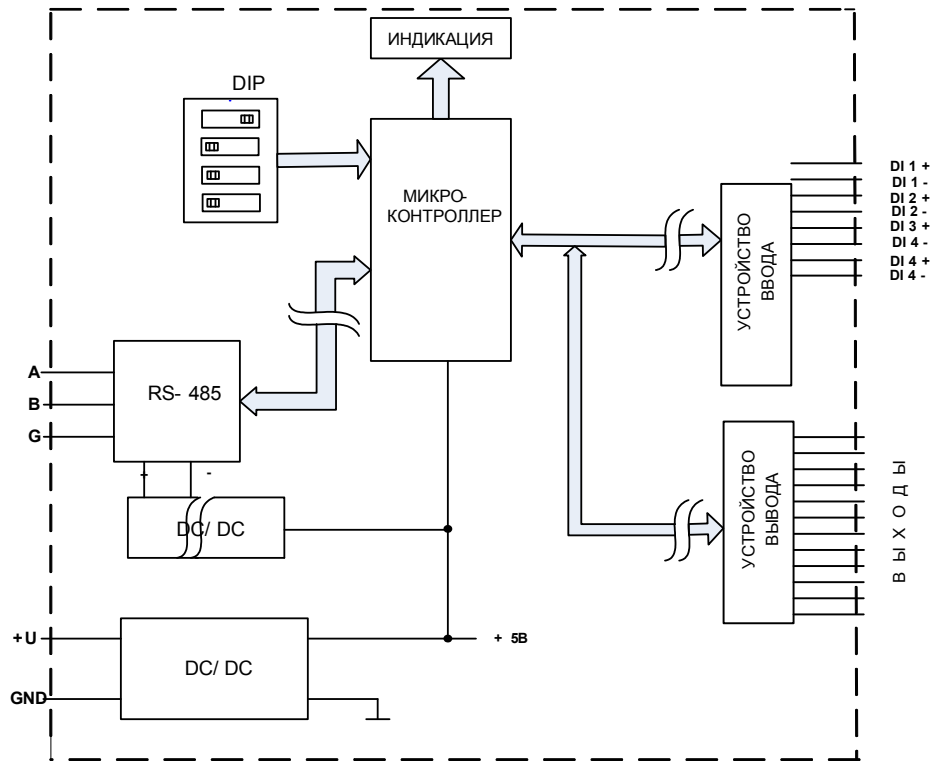 ИНДИКАЦИЯ
DIP
МИКРО-
КОНТРОЛЛЕР
DI 1 +
DI 1 -
DI 2 +
DI 2 -
DI 3 +
DI 4 -
DI 4 +
DI 4 -
УСТРОЙСТВО
ВВОДА
A
B
G
RS- 485
+ -
DC/ DC
УСТРОЙСТВО
ВЫВОДА
ВЫХОДЫ
+U
GND
DC/ DC
+ 5В